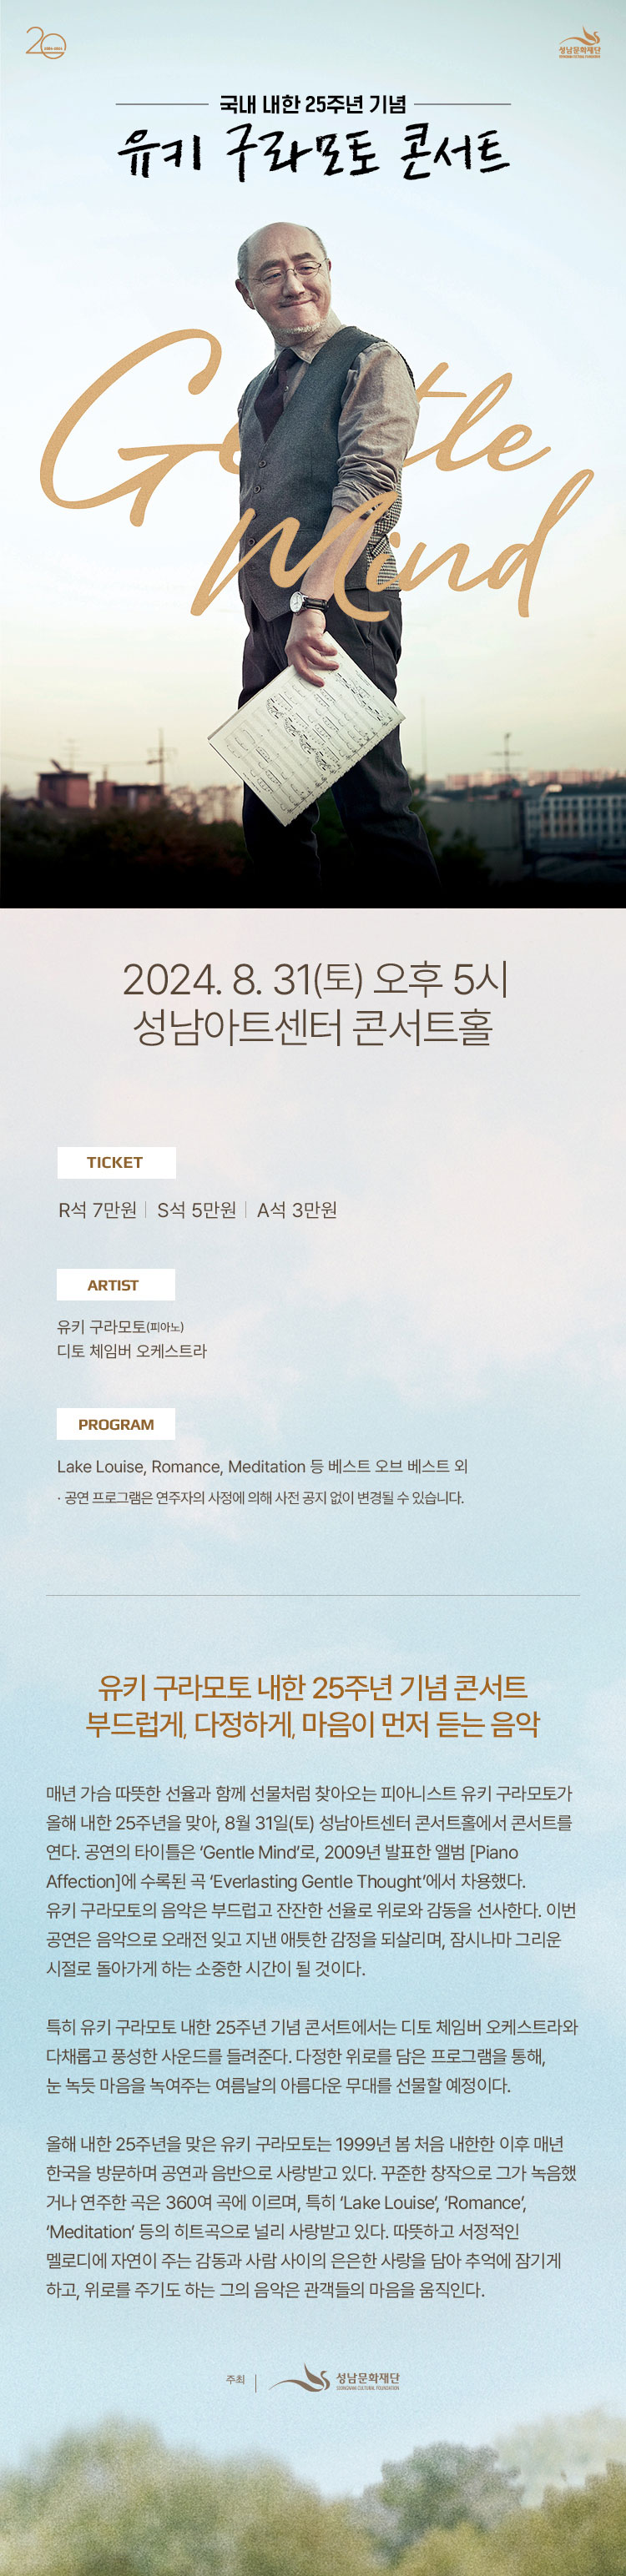 20
성남문화재단
SEONGNAM CULTURAL FOUNDATION
국내 내한 25주년 기념
유키 구라모토 콘서트
Gentle
Mind
2024. 8. 31(토) 오후 5시
성남아트센터 콘서트홀
TICKET
R석 7만원 | S석 5만원 | A석 3만원
ARTIST
유키 구라모토(피아노)
디토 체임버 오케스트라
PROGRAM
Lake Louise, Romance, Meditation 등 베스트 오브 베스트 외
· 공연 프로그램은 연주자의 사정에 의해 사전 공지 없이 변경될 수 있습니다.
유키 구라모토 내한 25주년 기념 콘서트
부드럽게, 다정하게, 마음이 먼저 듣는 음악
매년 가슴 따뜻한 선율과 함께 선물처럼 찾아오는 피아니스트 유키 구라모토가
올해 내한 25주년을 맞아, 8월 31일(토) 성남아트센터 콘서트홀에서 콘서트를
연다. 공연의 타이틀은 ‘Gentle Mind’로, 2009년 발표한 앨범 [Piano
Affection]에 수록된 곡 ‘Everlasting Gentle Thought’에서 차용했다.
유키 구라모토의 음악은 부드럽고 잔잔한 선율로 위로와 감동을 선사한다. 이번
공연은 음악으로 오래전 잊고 지낸 애틋한 감정을 되살리며, 잠시나마 그리운
시절로 돌아가게 하는 소중한 시간이 될 것이다.
특히 유키 구라모토 내한 25주년 기념 콘서트에서는 디토 체임버 오케스트라와
다채롭고 풍성한 사운드를 들려준다. 다정한 위로를 담은 프로그램을 통해,
눈 녹듯 마음을 녹여주는 여름날의 아름다운 무대를 선물할 예정이다.
올해 내한 25주년을 맞은 유키 구라모토는 1999년 봄 처음 내한한 이후 매년
한국을 방문하며 공연과 음반으로 사랑받고 있다. 꾸준한 창작으로 그가 녹음했
거나 연주한 곡은 360여 곡에 이르며, 특히 ‘Lake Louise’, ‘Romance’,
‘Meditation’ 등의 히트곡으로 널리 사랑받고 있다. 따뜻하고 서정적인
멜로디에 자연이 주는 감동과 사람 사이의 은은한 사랑을 담아 추억에 잠기게
하고, 위로를 주기도 하는 그의 음악은 관객들의 마음을 움직인다.
주최 | 성남문화재단
SEONGNAM CULTURAL FOUNDATION